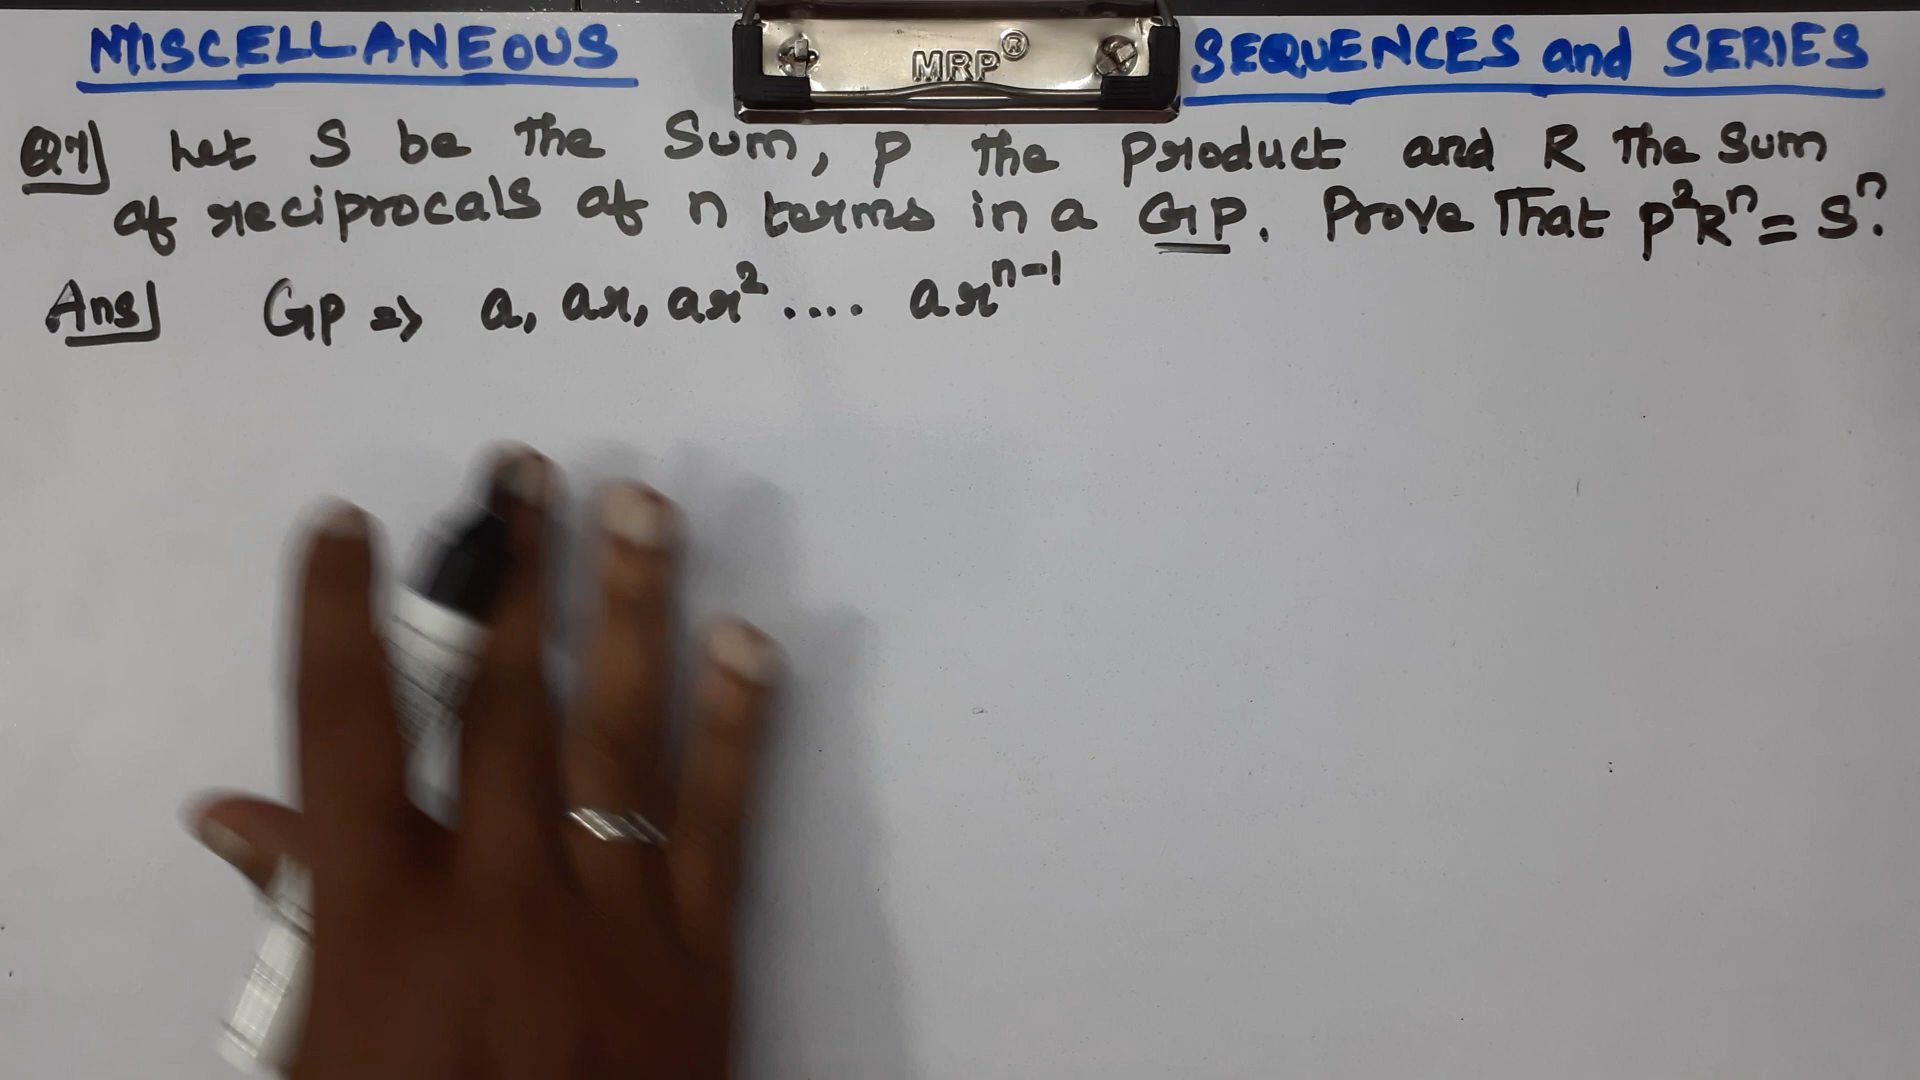 MISCELLANEOUS
MRP®
SEQUENCES and SERIES
Q7] Let S be The Sum, P The Product and R The Sum
of reciprocals of n terms in a GP. Prove That P²Rⁿ = Sⁿ.
Ans] GP => a, ar, ar² .... arⁿ⁻¹